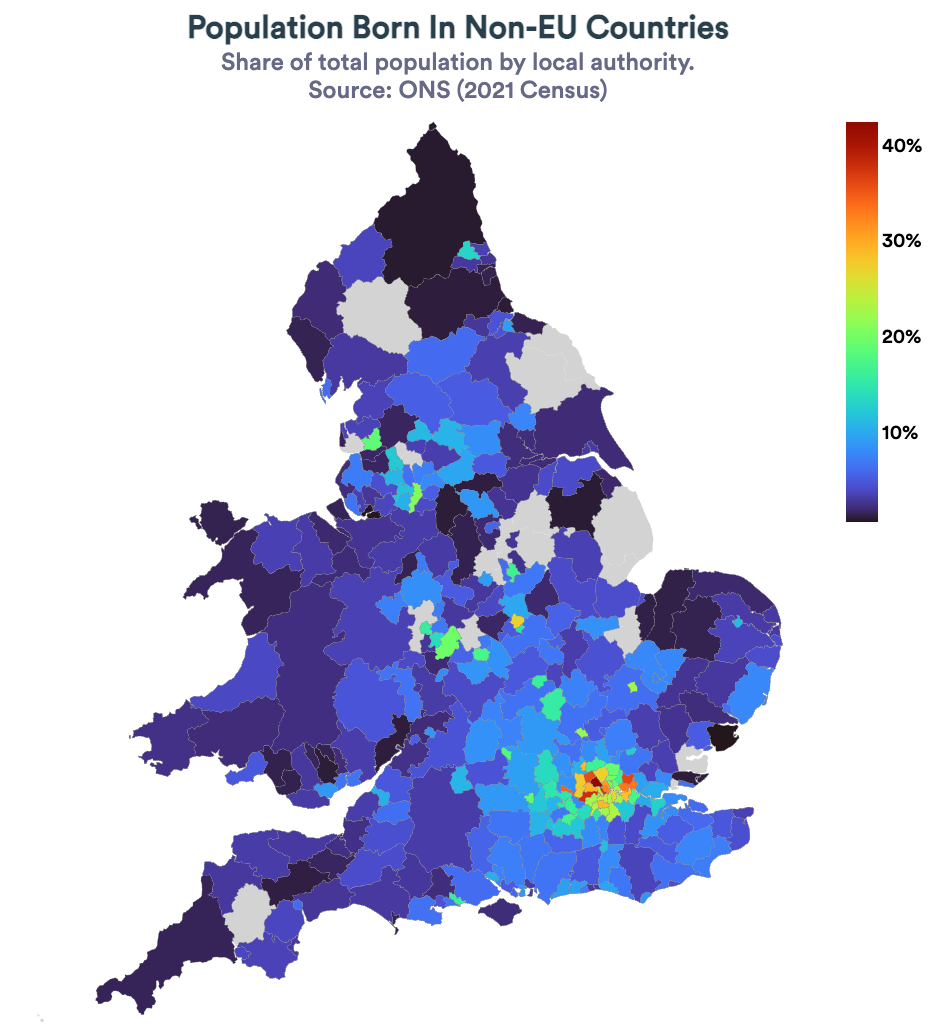 Population Born In Non-EU Countries
Share of total population by local authority.
Source: ONS (2021 Census)
40%
30%
20%
10%